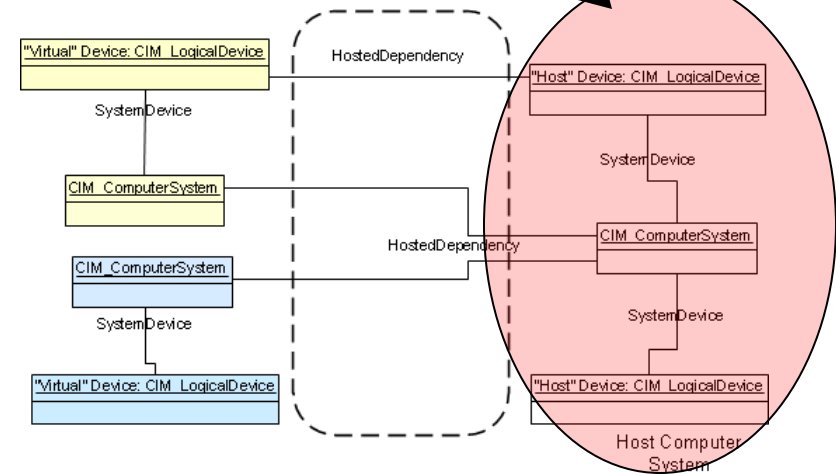 "Virtual" Device: CIM_LogicalDevice
HostedDependency
"Host" Device: CIM_LogicalDevice
SystemDevice
SystemDevice
CIM_ComputerSystem
CIM_ComputerSystem
HostedDependency
CIM_ComputerSystem
SystemDevice
SystemDevice
"Virtual" Device: CIM_LogicalDevice
"Host" Device: CIM_LogicalDevice
Host Computer
System